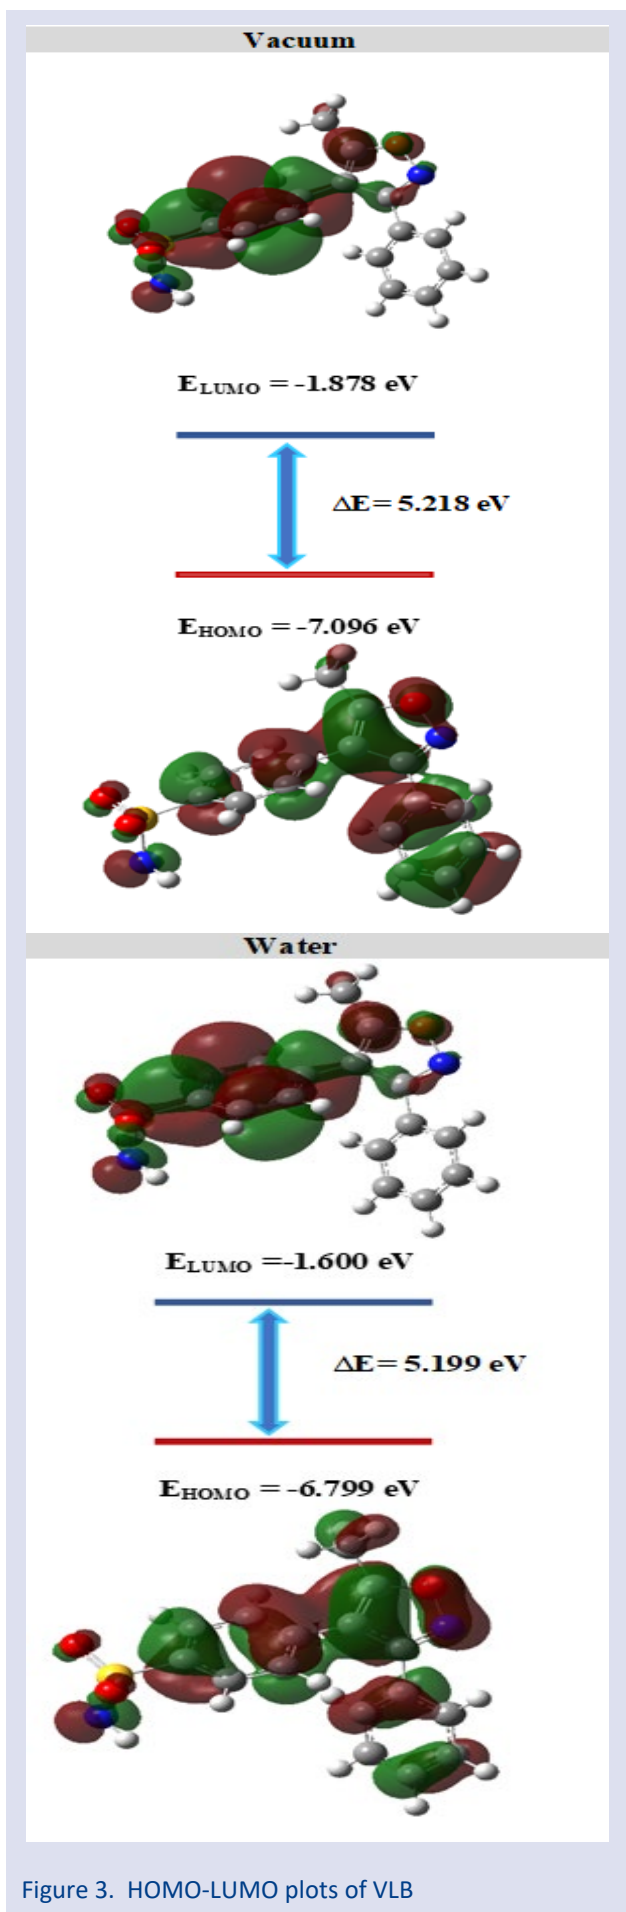 Vacuum
ELUMO = -1.878 eV
ΔE= 5.218 eV
EHOMO = -7.096 eV
Water
ELUMO =-1.600 eV
ΔE= 5.199 eV
EHOMO = -6.799 eV
Figure 3. HOMO-LUMO plots of VLB